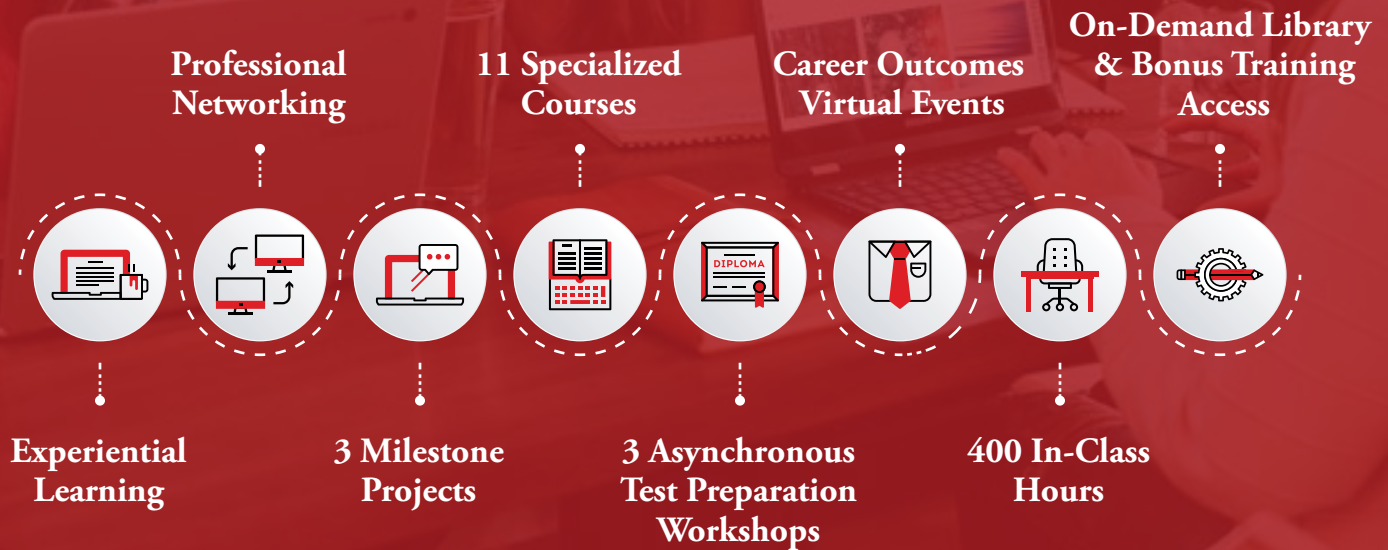 Experiential
Learning
Professional
Networking
3 Milestone
Projects
11 Specialized
Courses
DIPLOMA
3 Asynchronous
Test Preparation
Workshops
Career Outcomes
Virtual Events
400 In-Class
Hours
On-Demand Library
& Bonus Training
Access